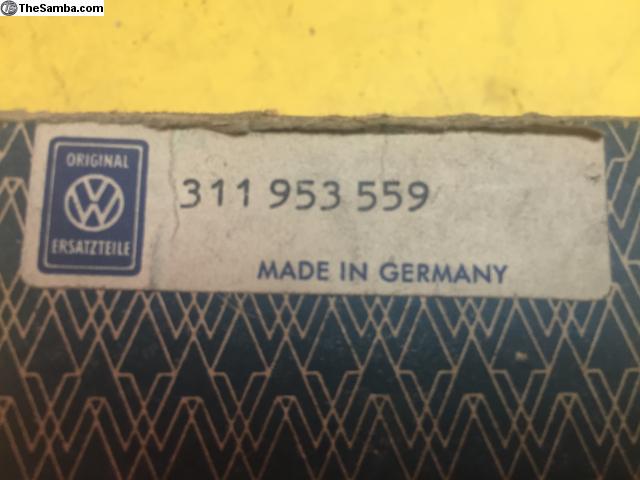 TheSamba.com
ORIGINAL
VW
ERSATZTEILE
311 953 559
MADE IN GERMANY